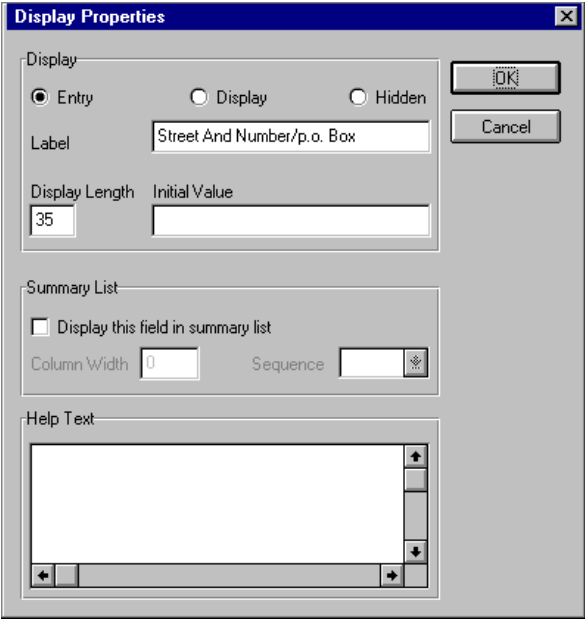 Display Properties
Display
OK
Entry Display Hidden
Cancel
Label Street And Number/p.o. Box
Display Length Initial Value
35
Summary List
Display this field in summary list
Column Width 0 Sequence
Help Text